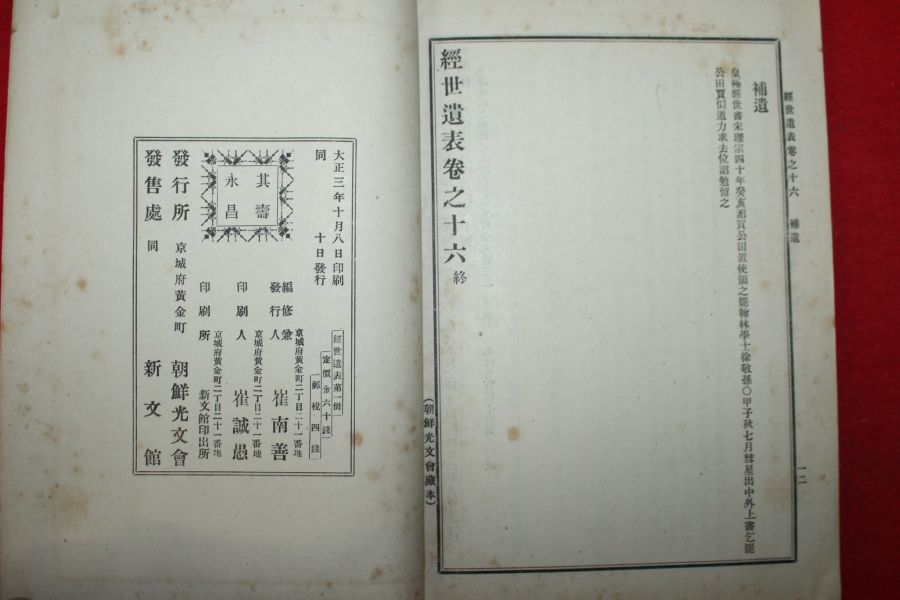 經世遺表卷之十六 補遺 一二
補遺
皇極經世書宋理宗四十年癸亥詔買公田置使領之罷翰林學士徐敬孫〇甲子秋七月彗星出中外上書乞罷
公田賈似道力求去位詔勉留之
經世遺表卷之十六 終
(朝鮮光文會藏本)
經世遺表第一冊
定價金六十錢
郵稅四錢
大正三年十月八日印刷
同 十日發行
其壽
永昌
編修兼發行人 京城府黃金町二丁目二十一番地 崔南善
印刷人 京城府黃金町二丁目二十一番地 崔誠愚
印刷所 京城府黃金町二丁目二十一番地 新文館印出所
發行所 京城府黃金町 朝鮮光文會
發售處 同 新文館